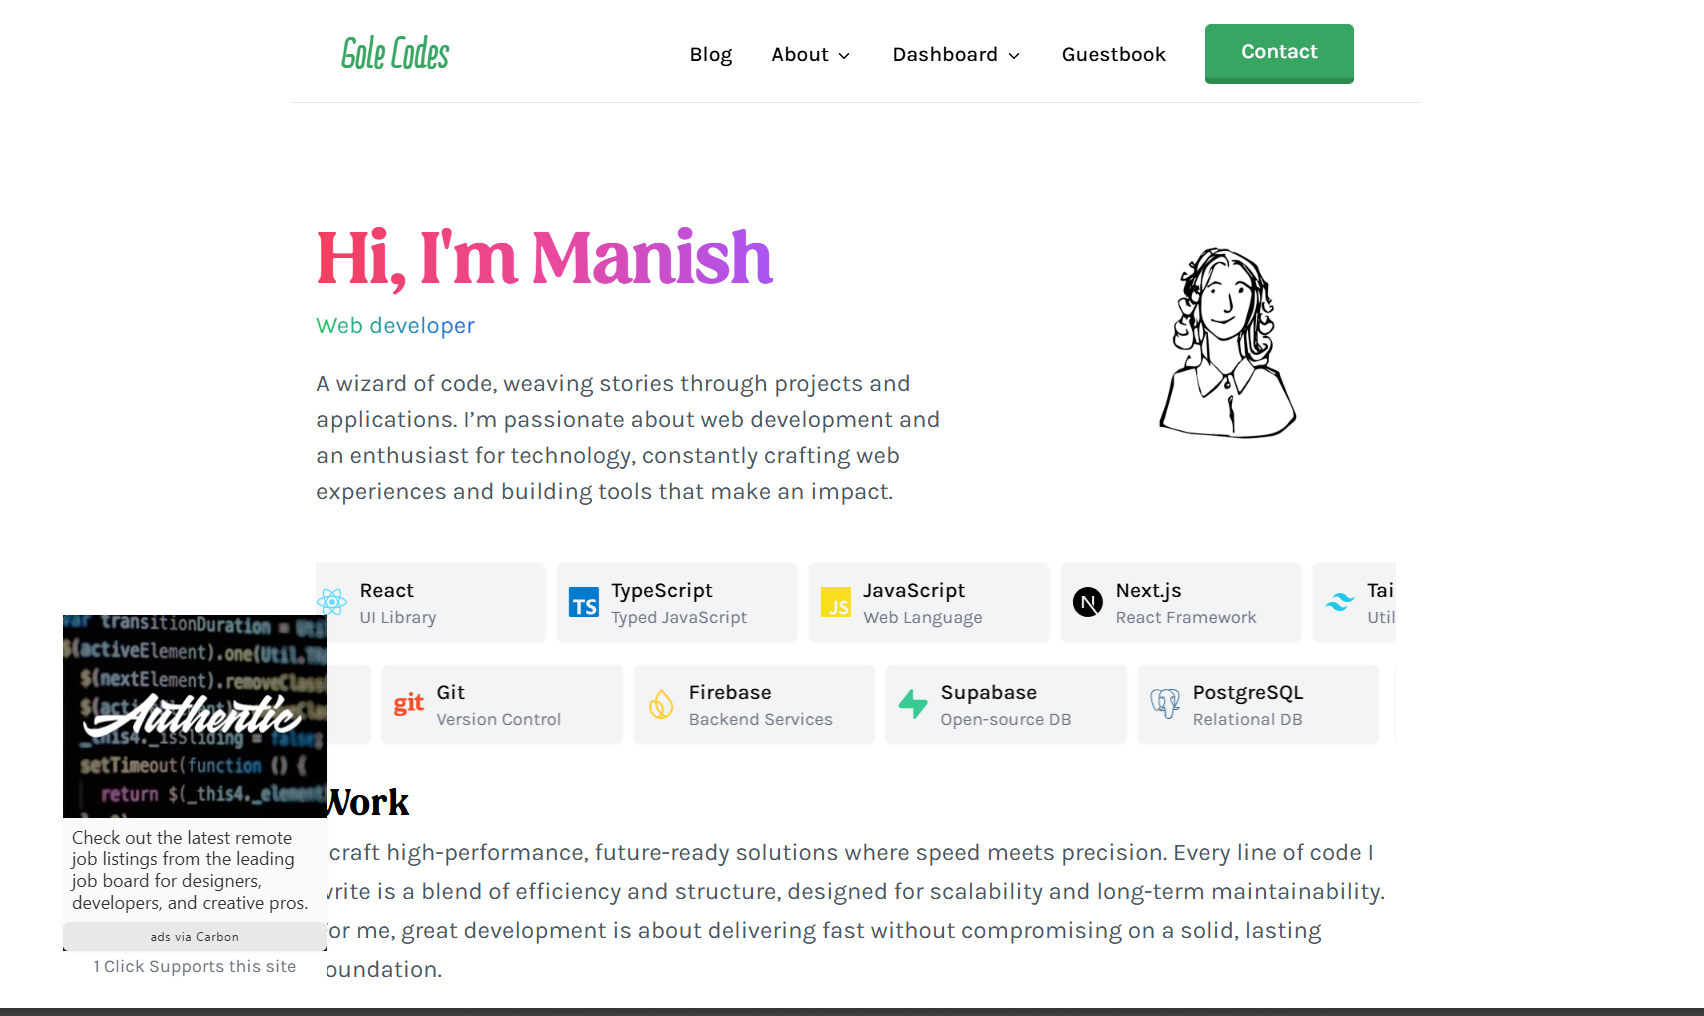 Gole Codes
Blog
About
Dashboard
Guestbook
Contact
Hi, I'm Manish
Web developer
A wizard of code, weaving stories through projects and
applications. I’m passionate about web development and
an enthusiast for technology, constantly crafting web
experiences and building tools that make an impact.
React
UI Library
TypeScript
TS
Typed JavaScript
JavaScript
JS
Web Language
Next.js
N
React Framework
Tai
Util
git
Git
Version Control
Firebase
Backend Services
Supabase
Open-source DB
PostgreSQL
Relational DB
Work
craft high-performance, future-ready solutions where speed meets precision. Every line of code I
write is a blend of efficiency and structure, designed for scalability and long-term maintainability.
for me, great development is about delivering fast without compromising on a solid, lasting
oundation.
var transitionDuration = Util
$(activeElement).one(Util.
$(nextElement).removeClass
Authentic
_this4._isSliding = false;
setTimeout(function () {
return $(_this4._element
Check out the latest remote
job listings from the leading
job board for designers,
developers, and creative pros.
ads via Carbon
1 Click Supports this site